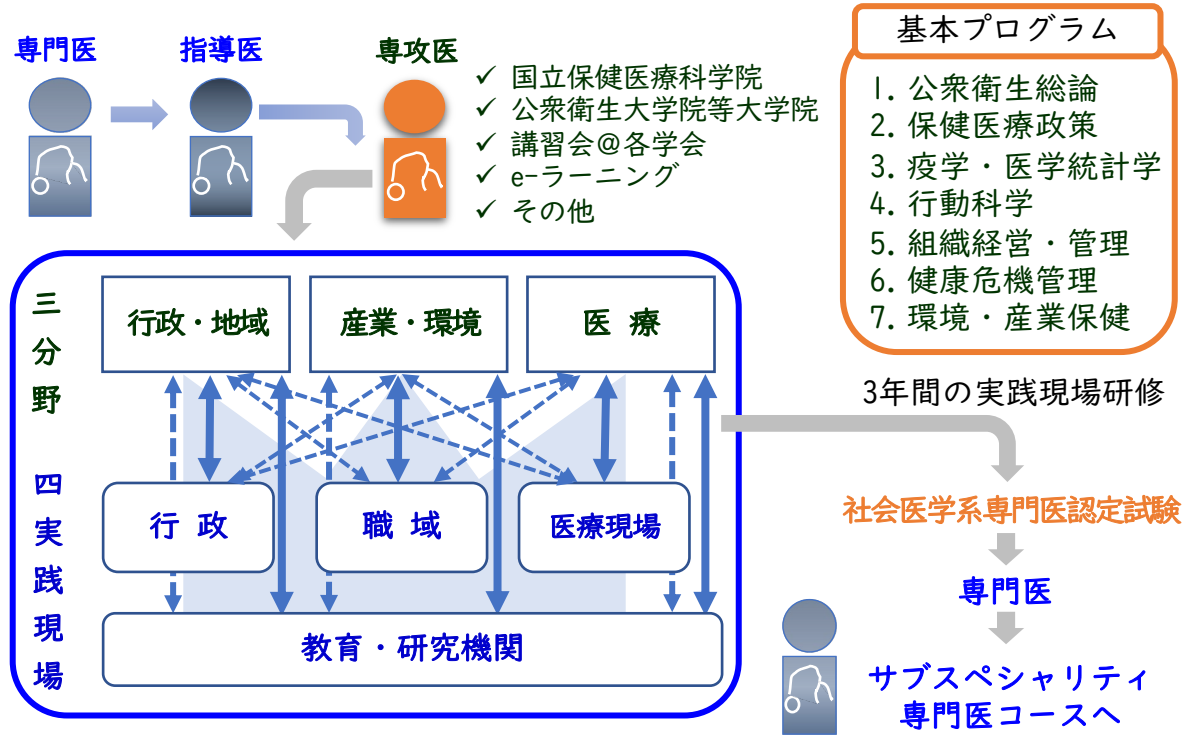 専門医
指導医
専攻医
✓ 国立保健医療科学院
✓ 公衆衛生大学院等大学院
✓ 講習会@各学会
✓ e-ラーニング
✓ その他
基本プログラム
1. 公衆衛生総論
2. 保健医療政策
3. 疫学・医学統計学
4. 行動科学
5. 組織経営・管理
6. 健康危機管理
7. 環境・産業保健
三分野
行政・地域
産業・環境
医 療
四実践現場
行 政
職 域
医療現場
教育・研究機関
3年間の実践現場研修
社会医学系専門医認定試験
専門医
サブスペシャリティ
専門医コースへ